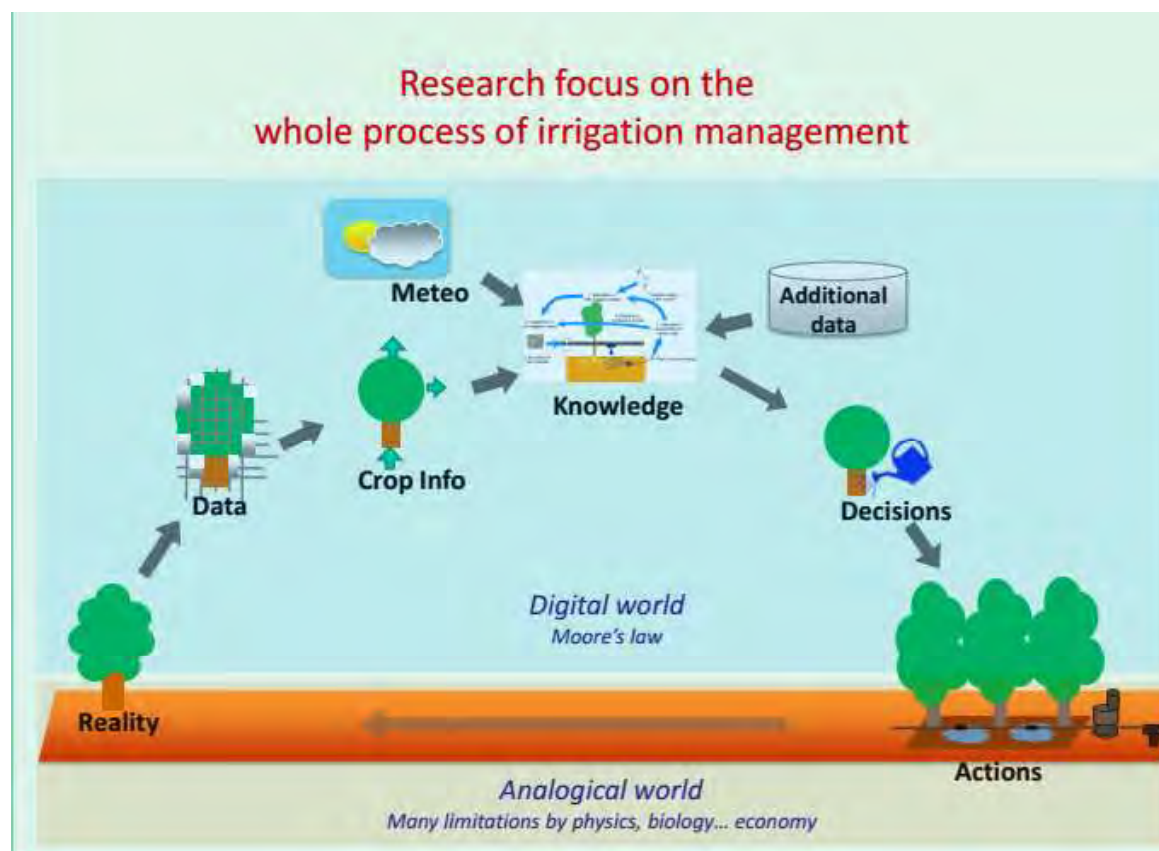 Research focus on the
whole process of irrigation management
Meteo
Additional
data
Knowledge
Crop Info
Data
Decisions
Digital world
Moore's law
Reality
Actions
Analogical world
Many limitations by physics, biology... economy